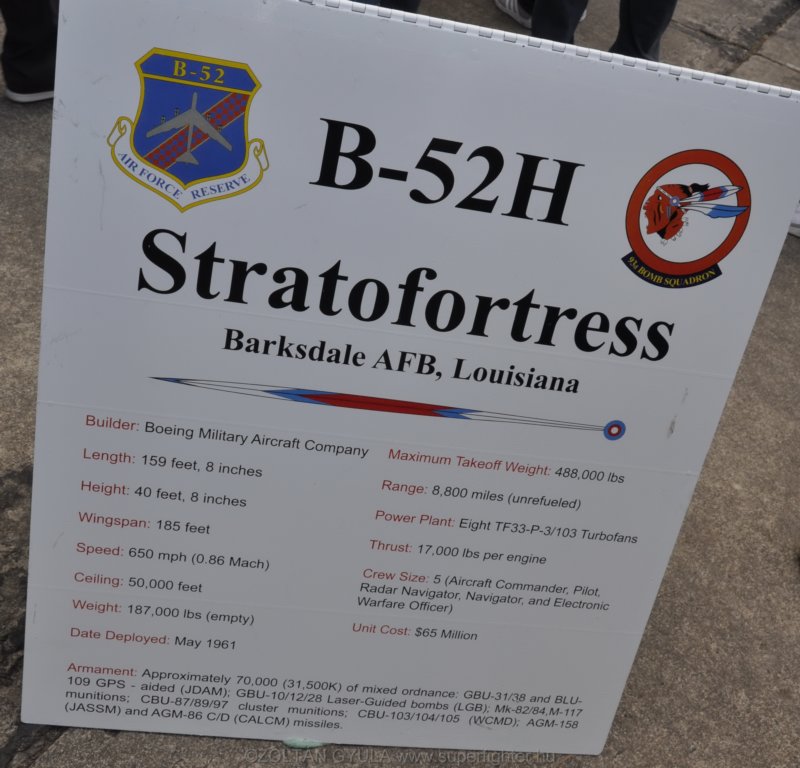 B-52
AIR FORCE RESERVE
B-52H
93d BOMB SQUADRON
Stratofortress
Barksdale AFB, Louisiana
Builder: Boeing Military Aircraft Company
Length: 159 feet, 8 inches
Height: 40 feet, 8 inches
Wingspan: 185 feet
Speed: 650 mph (0.86 Mach)
Ceiling: 50,000 feet
Weight: 187,000 lbs (empty)
Date Deployed: May 1961
Maximum Takeoff Weight: 488,000 lbs
Range: 8,800 miles (unrefueled)
Power Plant: Eight TF33-P-3/103 Turbofans
Thrust: 17,000 lbs per engine
Crew Size: 5 (Aircraft Commander, Pilot,
Radar Navigator, Navigator, and Electronic
Warfare Officer)
Unit Cost: $65 Million
Armament: Approximately 70,000 (31,500K) of mixed ordnance: GBU-31/38 and BLU-
109 GPS - aided (JDAM); GBU-10/12/28 Laser-Guided bombs (LGB); Mk-82/84,M-117
munitions; CBU-87/89/97 cluster munitions; CBU-103/104/105 (WCMD); AGM-158
(JASSM) and AGM-86 C/D (CALCM) missiles.
©ZOLTÁN GYULA www.superfighter.hu